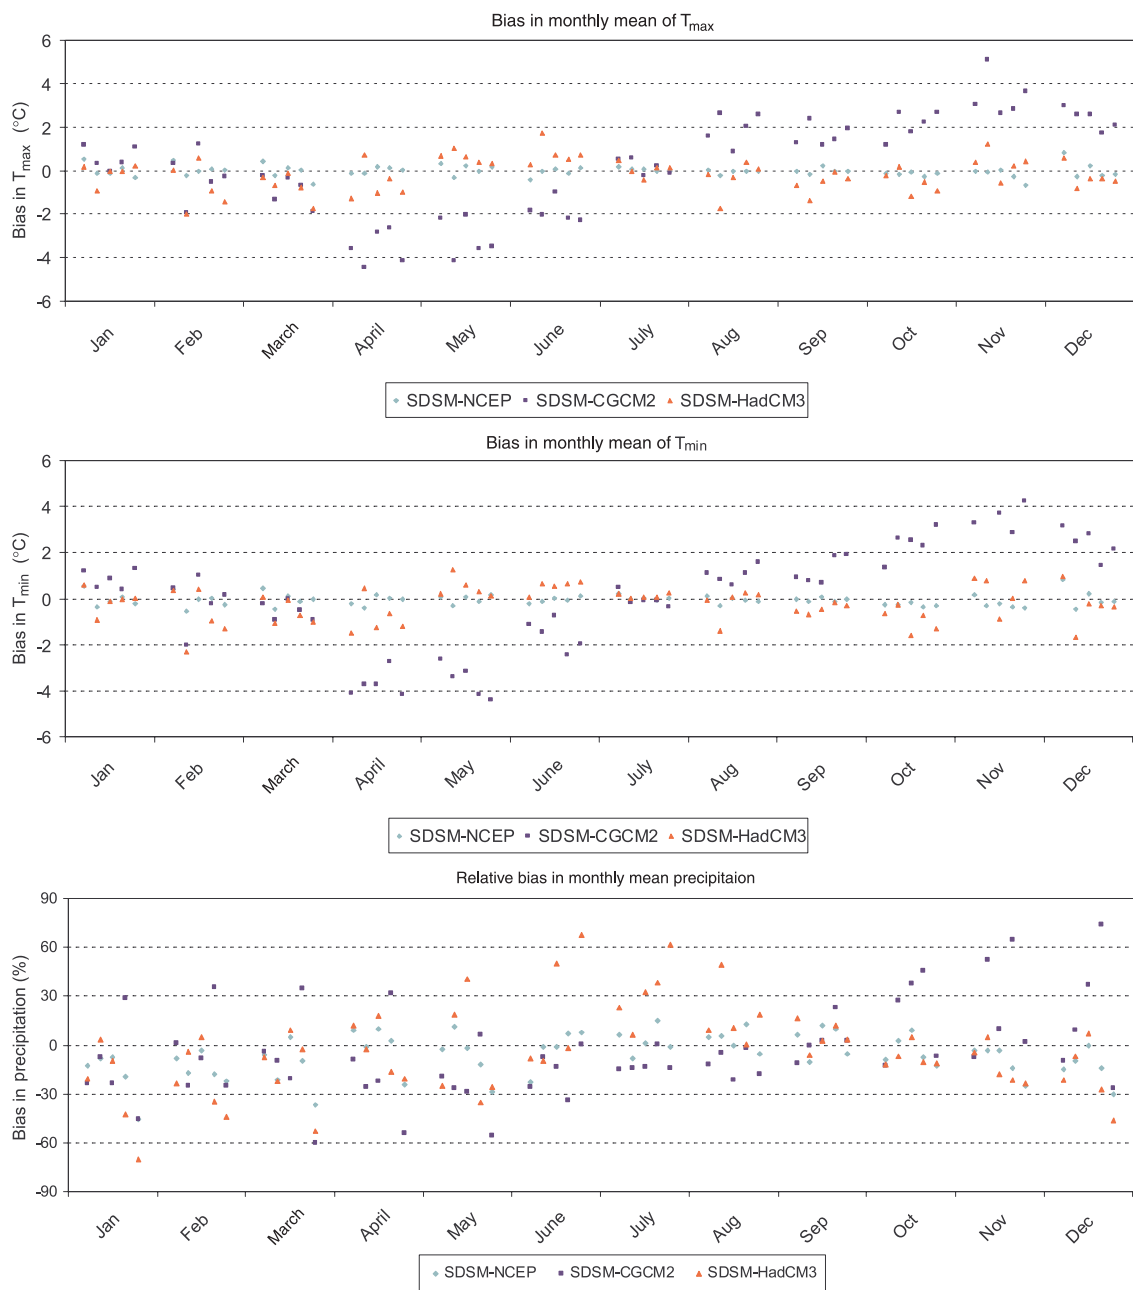 Bias in monthly mean of Tmax
Bias in Tmax (°C)
6
4
2
0
-2
-4
-6
Jan Feb March April May June July Aug Sep Oct Nov Dec
SDSM-NCEP SDSM-CGCM2 SDSM-HadCM3
Bias in monthly mean of Tmin
Bias in Tmin (°C)
6
4
2
0
-2
-4
-6
Jan Feb March April May June July Aug Sep Oct Nov Dec
SDSM-NCEP SDSM-CGCM2 SDSM-HadCM3
Relative bias in monthly mean precipitaion
Bias in precipitation (%)
90
60
30
0
-30
-60
-90
Jan Feb March April May June July Aug Sep Oct Nov Dec
SDSM-NCEP SDSM-CGCM2 SDSM-HadCM3